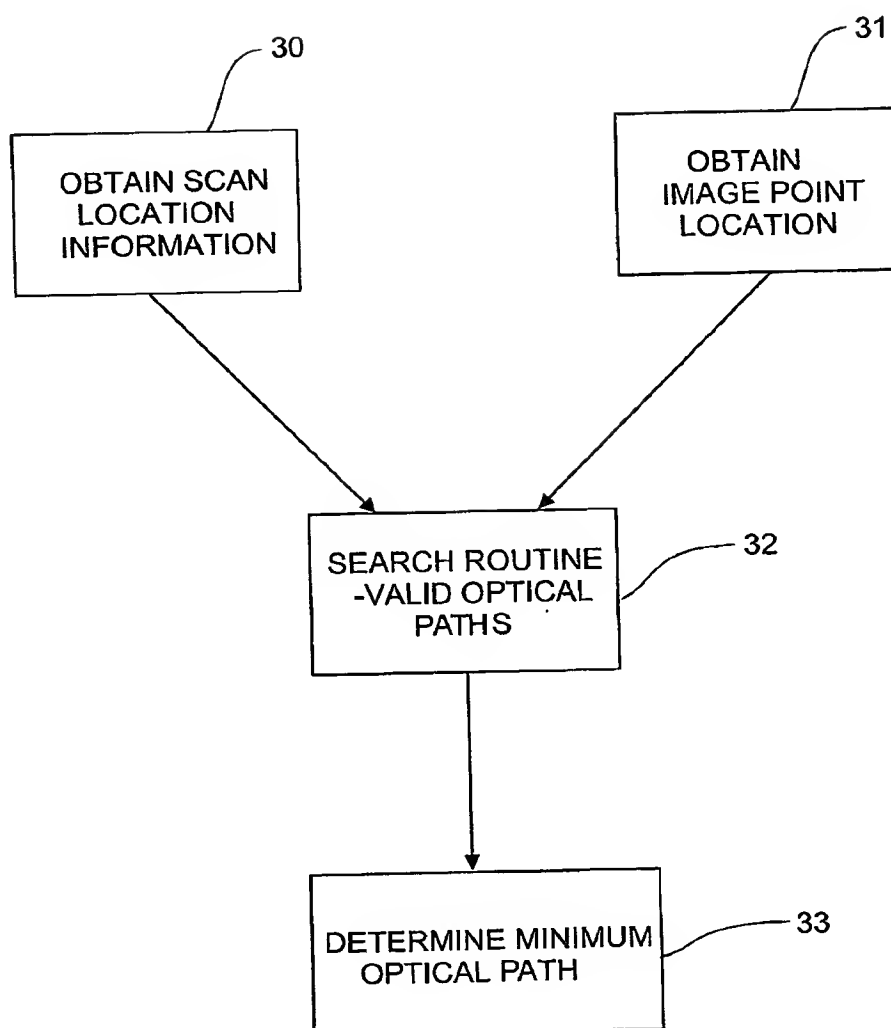 30
31
OBTAIN SCAN
LOCATION
INFORMATION
OBTAIN
IMAGE POINT
LOCATION
SEARCH ROUTINE
-VALID OPTICAL
PATHS
32
DETERMINE MINIMUM
OPTICAL PATH
33